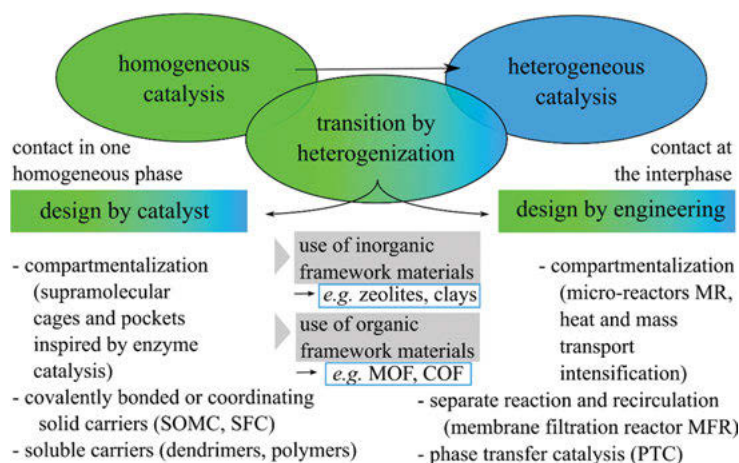 homogeneous
catalysis
heterogeneous
catalysis
transition by
heterogenization
contact in one
homogeneous phase
contact at
the interphase
design by catalyst
design by engineering
- compartmentalization
(supramolecular
cages and pockets
inspired by enzyme
catalysis)
- covalently bonded or coordinating
solid carriers (SOMC, SFC)
- soluble carriers (dendrimers, polymers)
use of inorganic
framework materials
e.g. zeolites, clays
use of organic
framework materials
e.g. MOF, COF
- compartmentalization
(micro-reactors MR,
heat and mass
transport
intensification)
- separate reaction and recirculation
(membrane filtration reactor MFR)
- phase transfer catalysis (PTC)